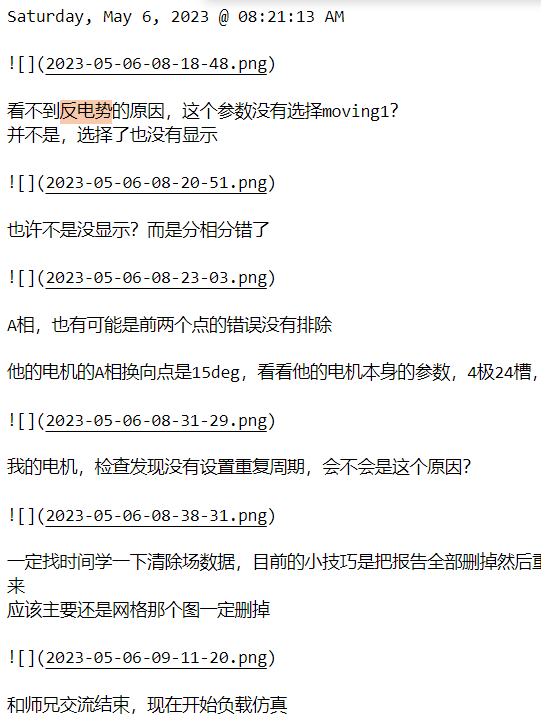 Saturday, May 6, 2023 @ 08:21:13 AM
![](2023-05-06-08-18-48.png)
看不到反电势的原因，这个参数没有选择moving1？
并不是，选择了也没有显示
![](2023-05-06-08-20-51.png)
也许不是没显示？而是分相分错了
![](2023-05-06-08-23-03.png)
A相，也有可能是前两个点的错误没有排除
他的电机的A相换向点是15deg，看看他的电机本身的参数，4极24槽，
![](2023-05-06-08-31-29.png)
我的电机，检查发现没有设置重复周期，会不会是这个原因？
![](2023-05-06-08-38-31.png)
一定找时间学一下清除场数据，目前的小技巧是把报告全部删掉然后重
来
应该主要还是网格那个图一定删掉
![](2023-05-06-09-11-20.png)
和师兄交流结束，现在开始负载仿真